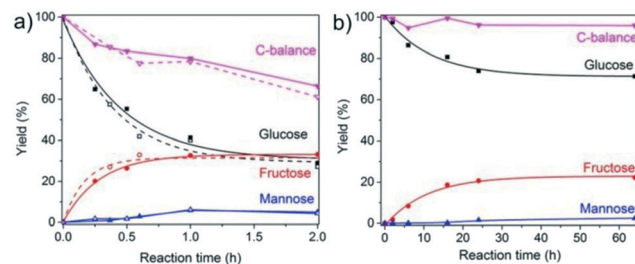 a)
100
80
60
40
20
0
Yield (%)
C-balance
Glucose
Fructose
Mannose
0.0 0.5 1.0 1.5 2.0
Reaction time (h)
b)
100
80
60
40
20
0
Yield (%)
C-balance
Glucose
Fructose
Mannose
0 10 20 30 40 50 60
Reaction time (h)